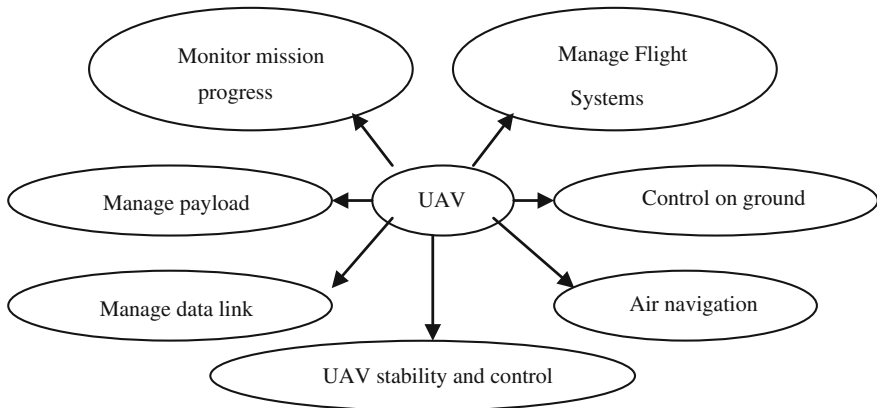 Monitor mission
progress
Manage Flight
Systems
Manage payload
UAV
Control on ground
Manage data link
Air navigation
UAV stability and control